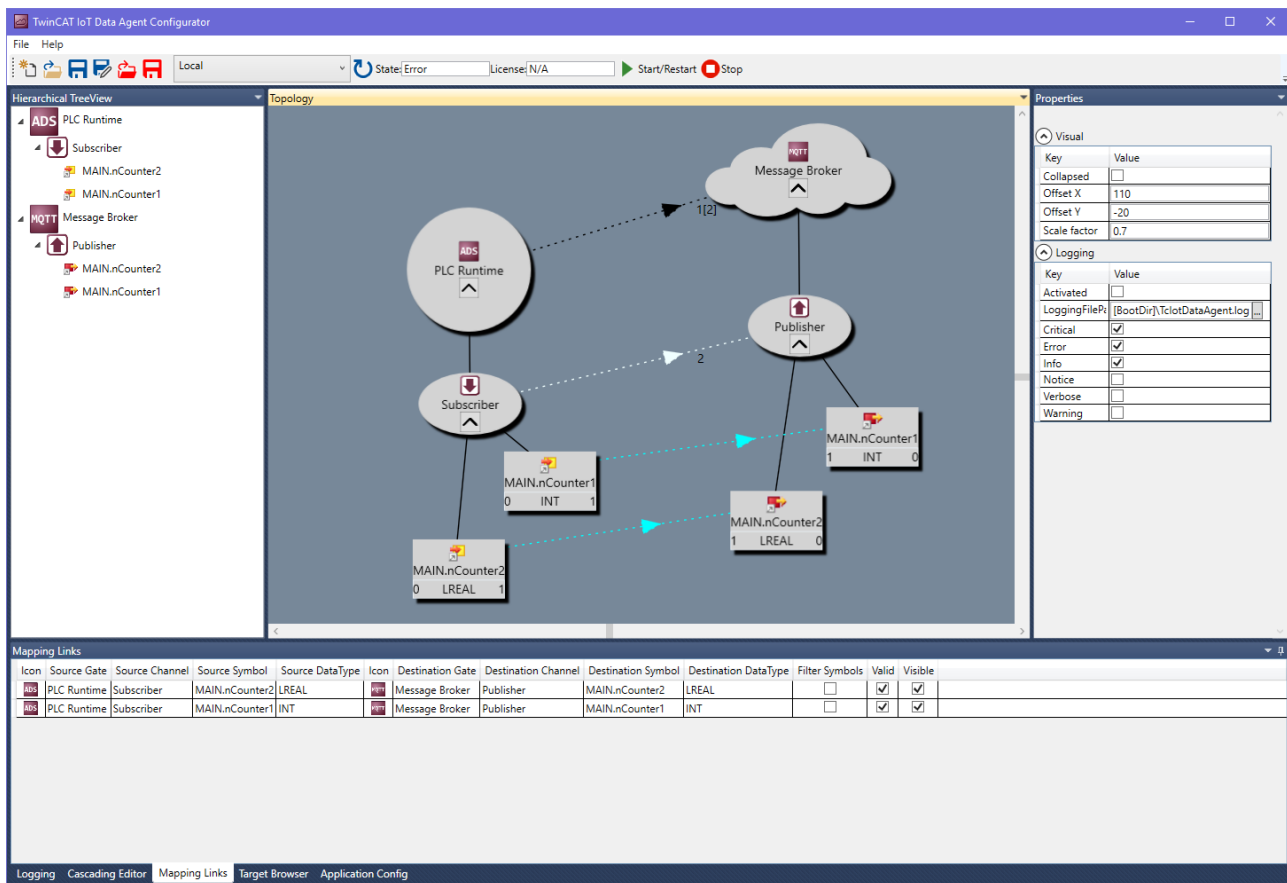 TwinCAT IoT Data Agent Configurator
File Help
Local State: Error License: N/A Start/Restart Stop
Hierarchical TreeView
ADS PLC Runtime
Subscriber
MAIN.nCounter2
MAIN.nCounter1
MQTT Message Broker
Publisher
MAIN.nCounter2
MAIN.nCounter1
Topology
MQTT
Message Broker
1[2]
ADS
PLC Runtime
Publisher
2
Subscriber
MAIN.nCounter1
1 INT 0
MAIN.nCounter1
0 INT 1
MAIN.nCounter2
1 LREAL 0
MAIN.nCounter2
0 LREAL 1
Properties
Visual
Key Value
Collapsed
Offset X 110
Offset Y -20
Scale factor 0.7
Logging
Key Value
Activated
LoggingFilePa [BootDir]\TcIotDataAgent.log ...
Critical
Error
Info
Notice
Verbose
Warning
Mapping Links
Icon Source Gate Source Channel Source Symbol Source DataType Icon Destination Gate Destination Channel Destination Symbol Destination DataType Filter Symbols Valid Visible
ADS PLC Runtime Subscriber MAIN.nCounter2 LREAL MQTT Message Broker Publisher MAIN.nCounter2 LREAL
ADS PLC Runtime Subscriber MAIN.nCounter1 INT MQTT Message Broker Publisher MAIN.nCounter1 INT
Logging Cascading Editor Mapping Links Target Browser Application Config